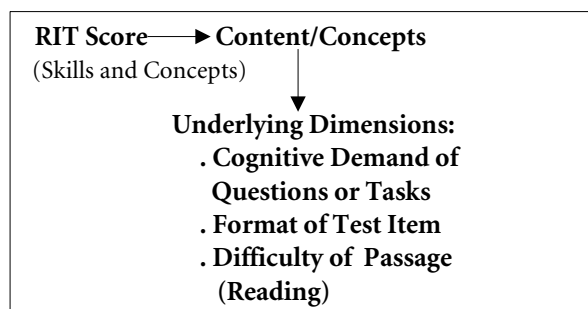 RIT Score Content/Concepts
(Skills and Concepts)
Underlying Dimensions:
. Cognitive Demand of
Questions or Tasks
. Format of Test Item
. Difficulty of Passage
(Reading)